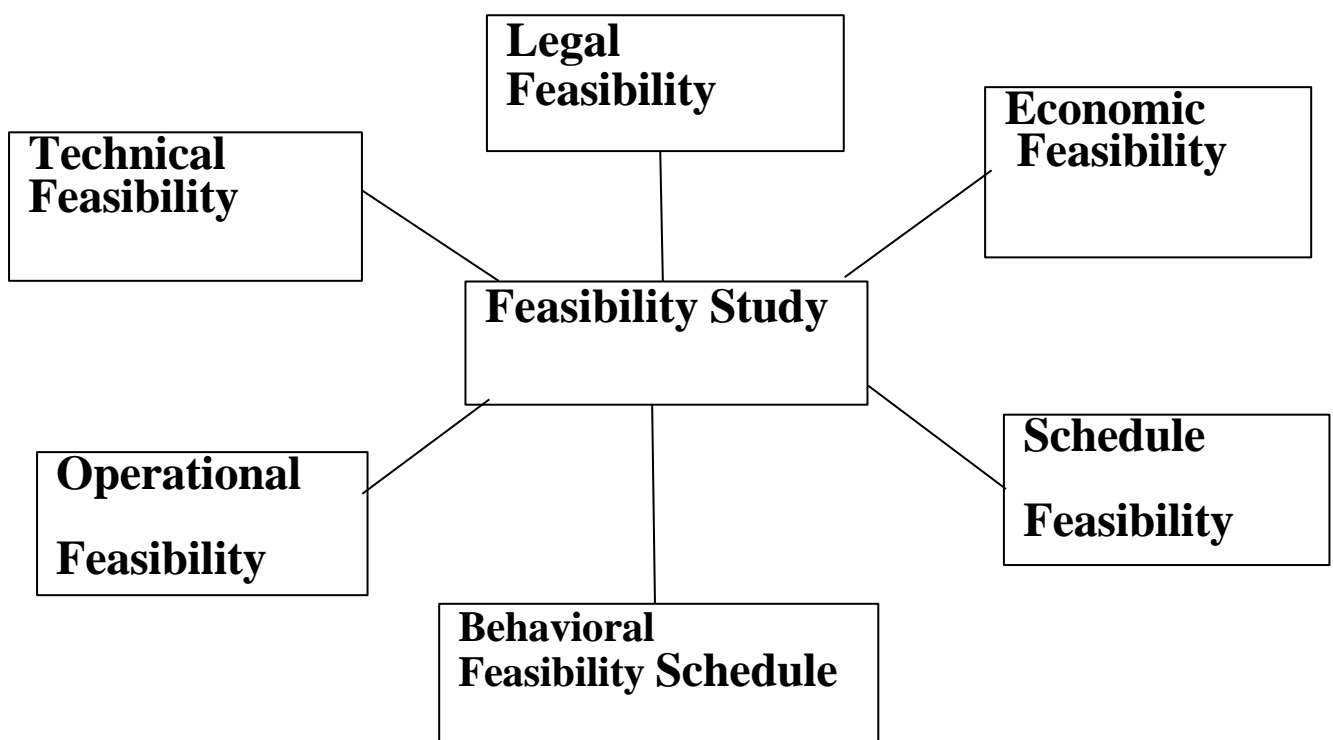 Legal
Feasibility
Economic
Feasibility
Technical
Feasibility
Feasibility Study
Schedule
Feasibility
Operational
Feasibility
Behavioral
Feasibility Schedule